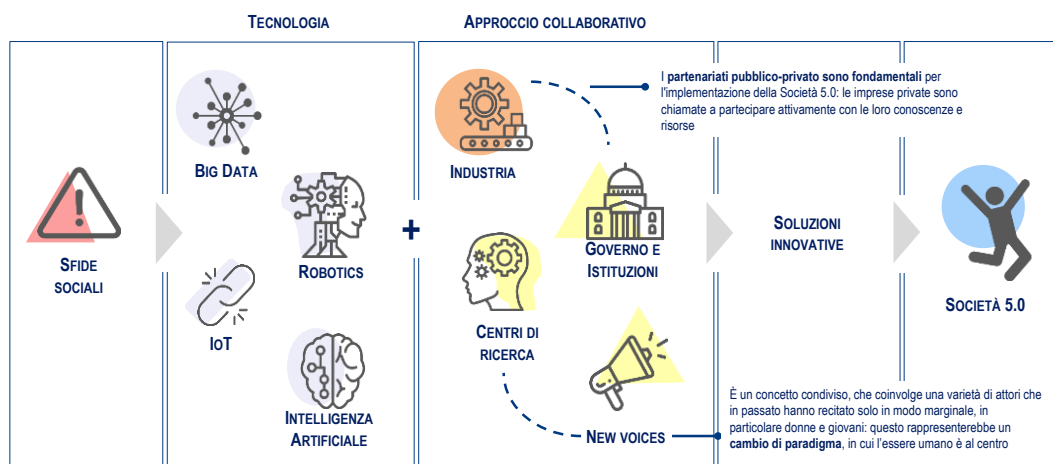 TECNOLOGIA
APPROCCIO COLLABORATIVO
SFIDE
SOCIALI
BIG DATA
ROBOTICS
IOT
INTELLIGENZA
ARTIFICIALE
+
INDUSTRIA
GOVERNO E
ISTITUZIONI
CENTRI DI
RICERCA
NEW VOICES
I partenariati pubblico-privato sono fondamentali per
l'implementazione della Società 5.0: le imprese private sono
chiamate a partecipare attivamente con le loro conoscenze e
risorse
SOLUZIONI
INNOVATIVE
SOCIETÀ 5.0
È un concetto condiviso, che coinvolge una varietà di attori che
in passato hanno recitato solo in modo marginale, in
particolare donne e giovani: questo rappresenterebbe un
cambio di paradigma, in cui l'essere umano è al centro